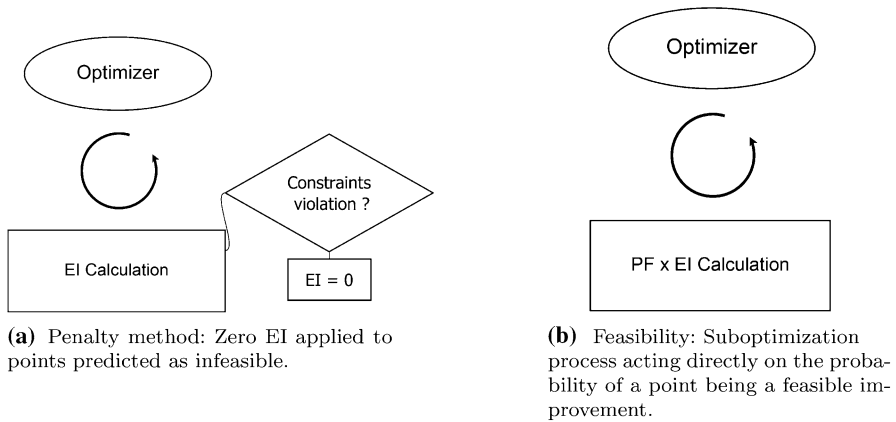 Optimizer
Constraints
violation ?
EI Calculation
EI = 0
(a) Penalty method: Zero EI applied to
points predicted as infeasible.
Optimizer
PF x EI Calculation
(b) Feasibility: Suboptimization
process acting directly on the proba-
bility of a point being a feasible im-
provement.